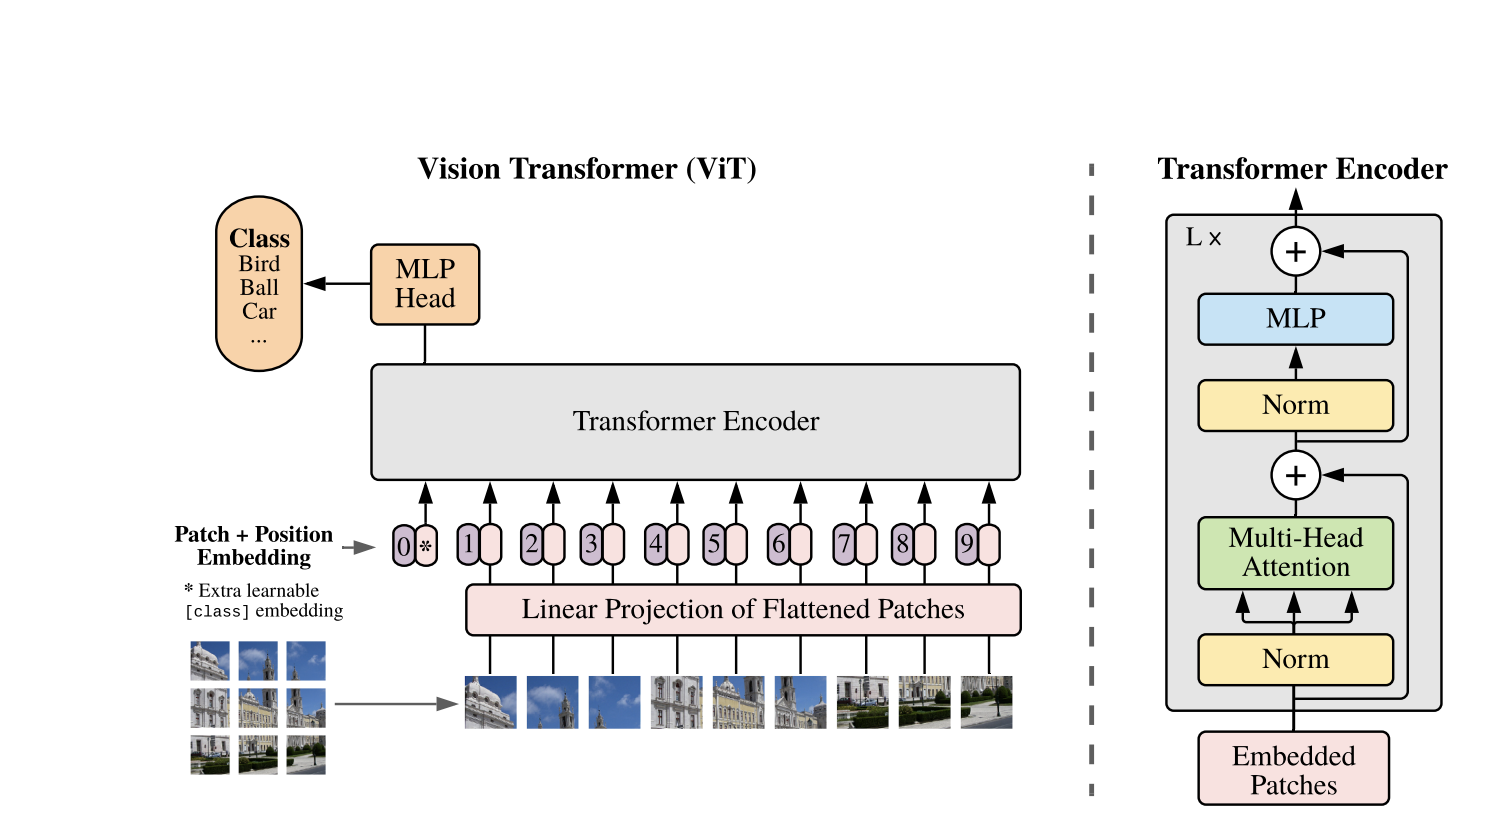 Vision Transformer (ViT)
Class
Bird
Ball
Car
...
MLP
Head
Transformer Encoder
Patch + Position
Embedding
* Extra learnable
[class] embedding
0 * 1 2 3 4 5 6 7 8 9
Linear Projection of Flattened Patches
Transformer Encoder
L ×
+
MLP
Norm
+
Multi-Head
Attention
Norm
Embedded
Patches